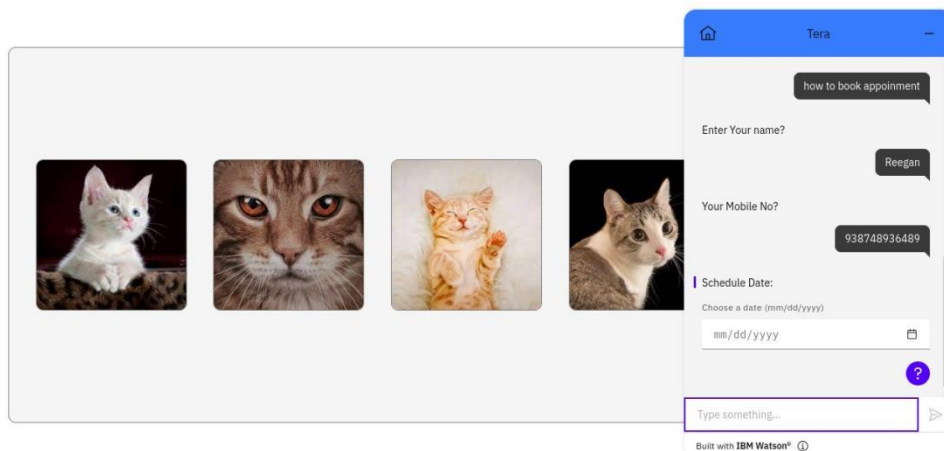 Tera
how to book appoinment
Enter Your name?
Reegan
Your Mobile No?
938748936489
Schedule Date:
Choose a date (mm/dd/yyyy)
mm/dd/yyyy
?
Type something...
Built with IBM Watson®